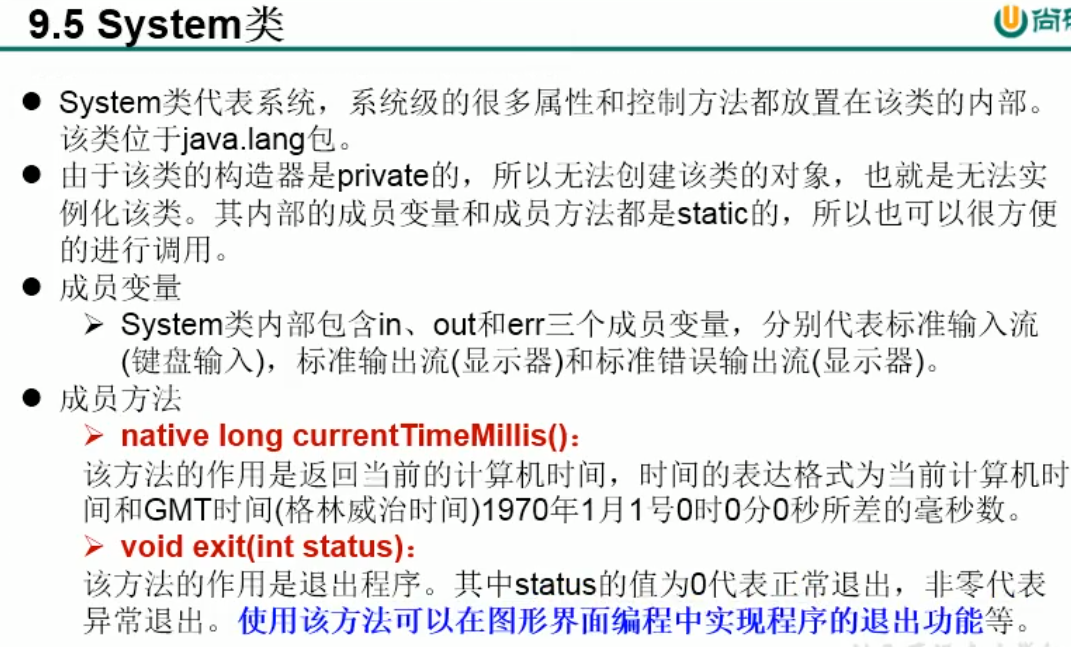 9.5 System类
尚
● System类代表系统，系统级的很多属性和控制方法都放置在该类的内部。
该类位于java.lang包。
● 由于该类的构造器是private的，所以无法创建该类的对象，也就是无法实
例化该类。其内部的成员变量和成员方法都是static的，所以也可以很方便
的进行调用。
● 成员变量
➢ System类内部包含in、out和err三个成员变量，分别代表标准输入流
(键盘输入)，标准输出流(显示器)和标准错误输出流(显示器)。
● 成员方法
➢ native long currentTimeMillis()：
该方法的作用是返回当前的计算机时间，时间的表达格式为当前计算机时
间和GMT时间(格林威治时间)1970年1月1号0时0分0秒所差的毫秒数。
➢ void exit(int status)：
该方法的作用是退出程序。其中status的值为0代表正常退出，非零代表
异常退出。使用该方法可以在图形界面编程中实现程序的退出功能等。